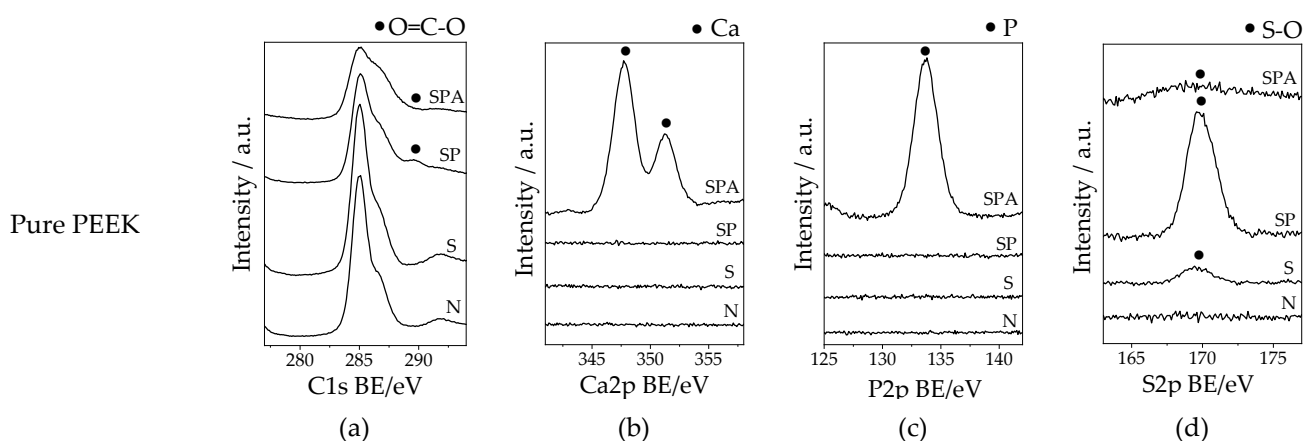 Pure PEEK
● O=C-O
SPA
SP
S
N
Intensity / a.u.
280 285 290
C1s BE/eV
(a)
● Ca
SPA
SP
S
N
Intensity / a.u.
345 350 355
Ca2p BE/eV
(b)
● P
SPA
SP
S
N
Intensity / a.u.
125 130 135 140
P2p BE/eV
(c)
● S-O
SPA
SP
S
N
Intensity / a.u.
165 170 175
S2p BE/eV
(d)